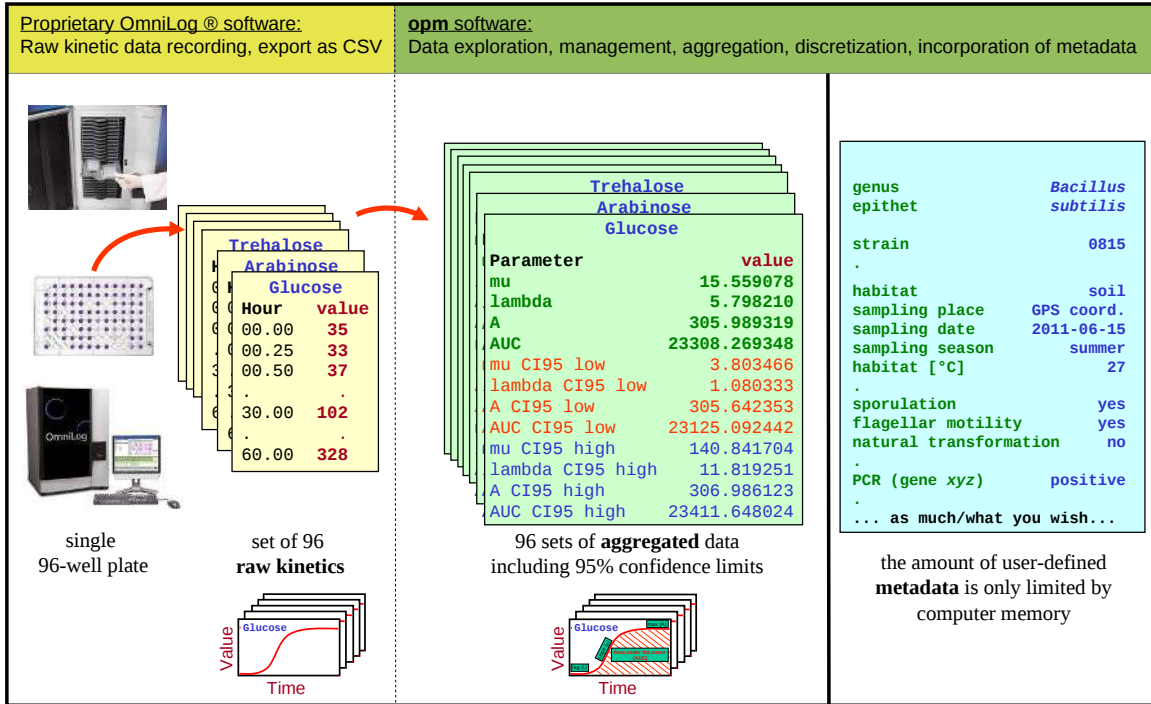 Proprietary OmniLog ® software:
Raw kinetic data recording, export as CSV
opm software:
Data exploration, management, aggregation, discretization, incorporation of metadata
OmniLog
single
96-well plate
Trehalose
Arabinose
Glucose
Hour value
00.00 35
00.25 33
00.50 37
. .
30.00 102
. .
60.00 328
set of 96
raw kinetics
Glucose
Value
Time
Trehalose
Arabinose
Glucose
Parameter value
mu 15.559078
lambda 5.798210
A 305.989319
AUC 23308.269348
mu CI95 low 3.803466
lambda CI95 low 1.080333
A CI95 low 305.642353
AUC CI95 low 23125.092442
mu CI95 high 140.841704
lambda CI95 high 11.819251
A CI95 high 306.986123
AUC CI95 high 23411.648024
96 sets of aggregated data
including 95% confidence limits
Glucose
max (A)
Area under the curve
(AUC)
lag (λ)
Value
Time
genus Bacillus
epithet subtilis
strain 0815
.
habitat soil
sampling place GPS coord.
sampling date 2011-06-15
sampling season summer
habitat [°C] 27
.
sporulation yes
flagellar motility yes
natural transformation no
.
PCR (gene xyz) positive
.
... as much/what you wish...
the amount of user-defined
metadata is only limited by
computer memory